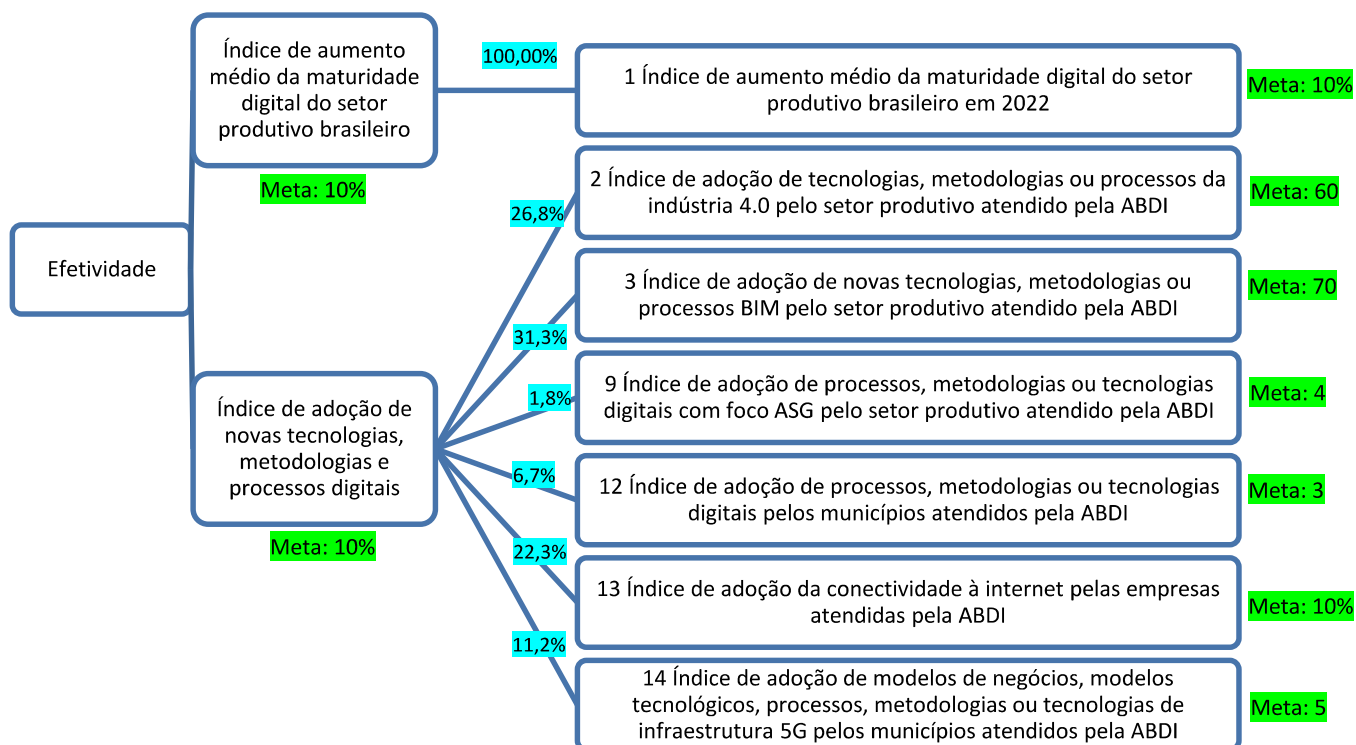 Efetividade
Índice de aumento
médio da maturidade
digital do setor
produtivo brasileiro
Meta: 10%
100,00%
1 Índice de aumento médio da maturidade digital do setor
produtivo brasileiro em 2022
Meta: 10%
Índice de adoção de
novas tecnologias,
metodologias e
processos digitais
Meta: 10%
26,8%
2 Índice de adoção de tecnologias, metodologias ou processos da
indústria 4.0 pelo setor produtivo atendido pela ABDI
Meta: 60
31,3%
3 Índice de adoção de novas tecnologias, metodologias ou
processos BIM pelo setor produtivo atendido pela ABDI
Meta: 70
1,8%
9 Índice de adoção de processos, metodologias ou tecnologias
digitais com foco ASG pelo setor produtivo atendido pela ABDI
Meta: 4
6,7%
12 Índice de adoção de processos, metodologias ou tecnologias
digitais pelos municípios atendidos pela ABDI
Meta: 3
22,3%
13 Índice de adoção da conectividade à internet pelas empresas
atendidas pela ABDI
Meta: 10%
11,2%
14 Índice de adoção de modelos de negócios, modelos
tecnológicos, processos, metodologias ou tecnologias de
infraestrutura 5G pelos municípios atendidos pela ABDI
Meta: 5